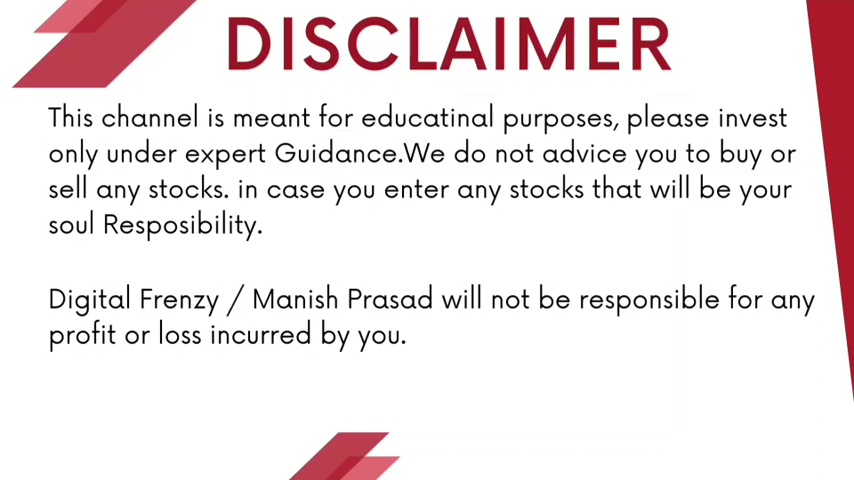 DISCLAIMER
This channel is meant for educatinal purposes, please invest
only under expert Guidance.We do not advice you to buy or
sell any stocks. in case you enter any stocks that will be your
soul Resposibility.
Digital Frenzy / Manish Prasad will not be responsible for any
profit or loss incurred by you.